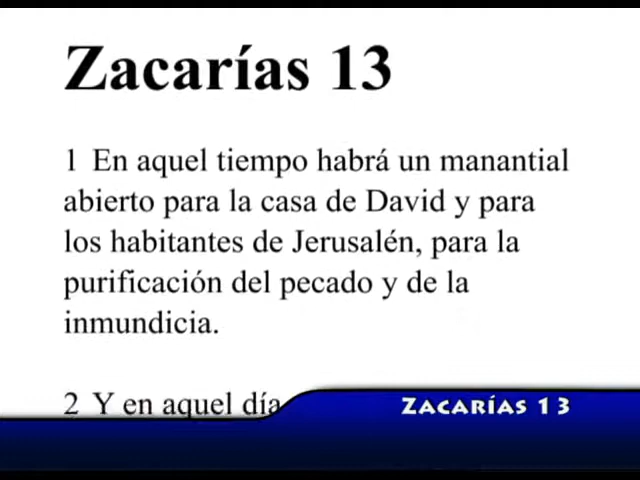 Zacarías 13
1 En aquel tiempo habrá un manantial
abierto para la casa de David y para
los habitantes de Jerusalén, para la
purificación del pecado y de la
inmundicia.
2 Y en aquel día
ZACARÍAS 13